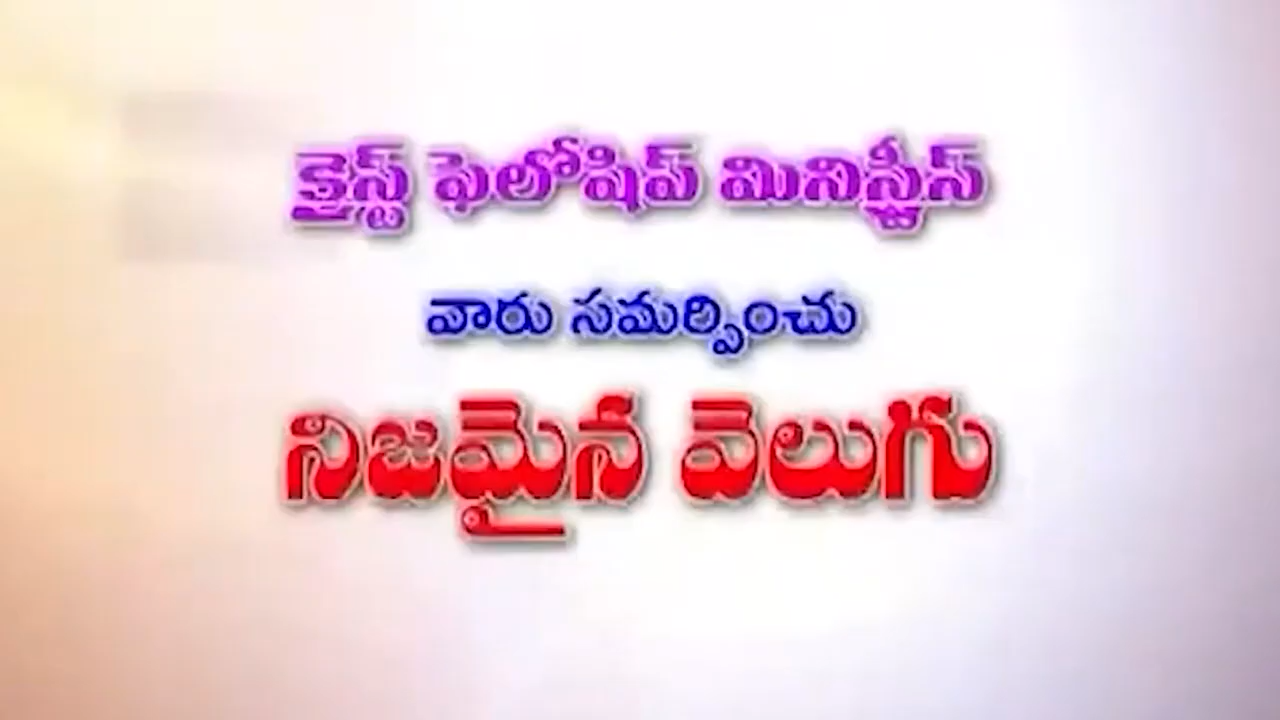 క్రైస్ట్ ఫెలోషిప్ మినిస్ట్రీస్
వారు సమర్పించు
నిజమైన వెలుగు